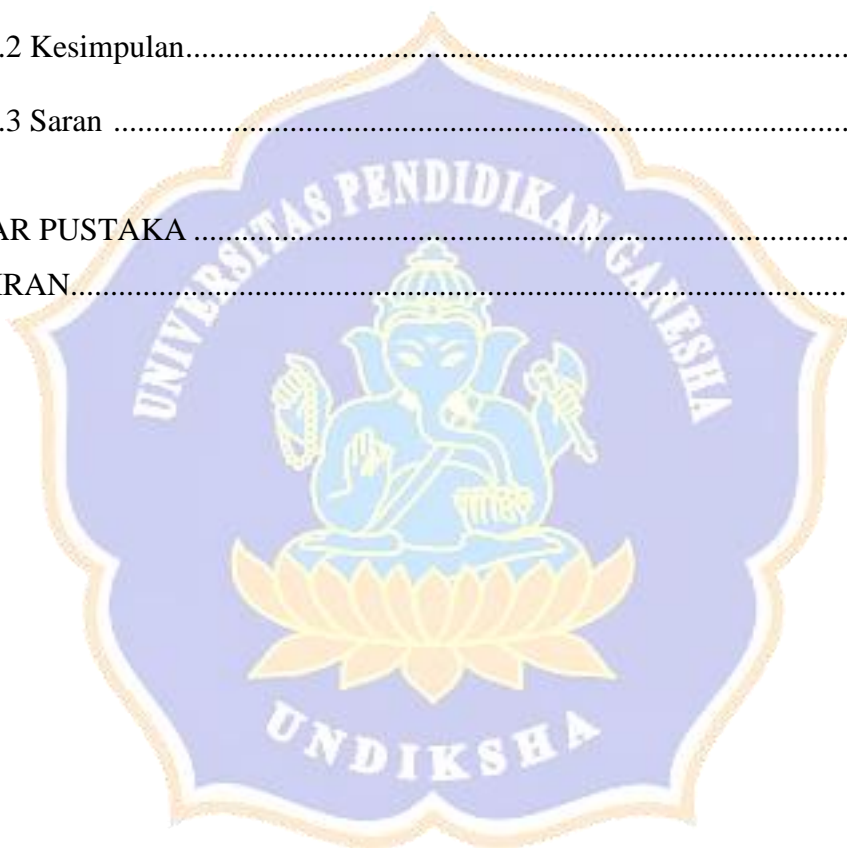 .2 Kesimpulan................................................................................
.3 Saran ..........................................................................................
AR PUSTAKA ................................................................................
IRAN...............................................................................................
UNIVERSITAS PENDIDIKAN GANESHA
UNDIKSHA